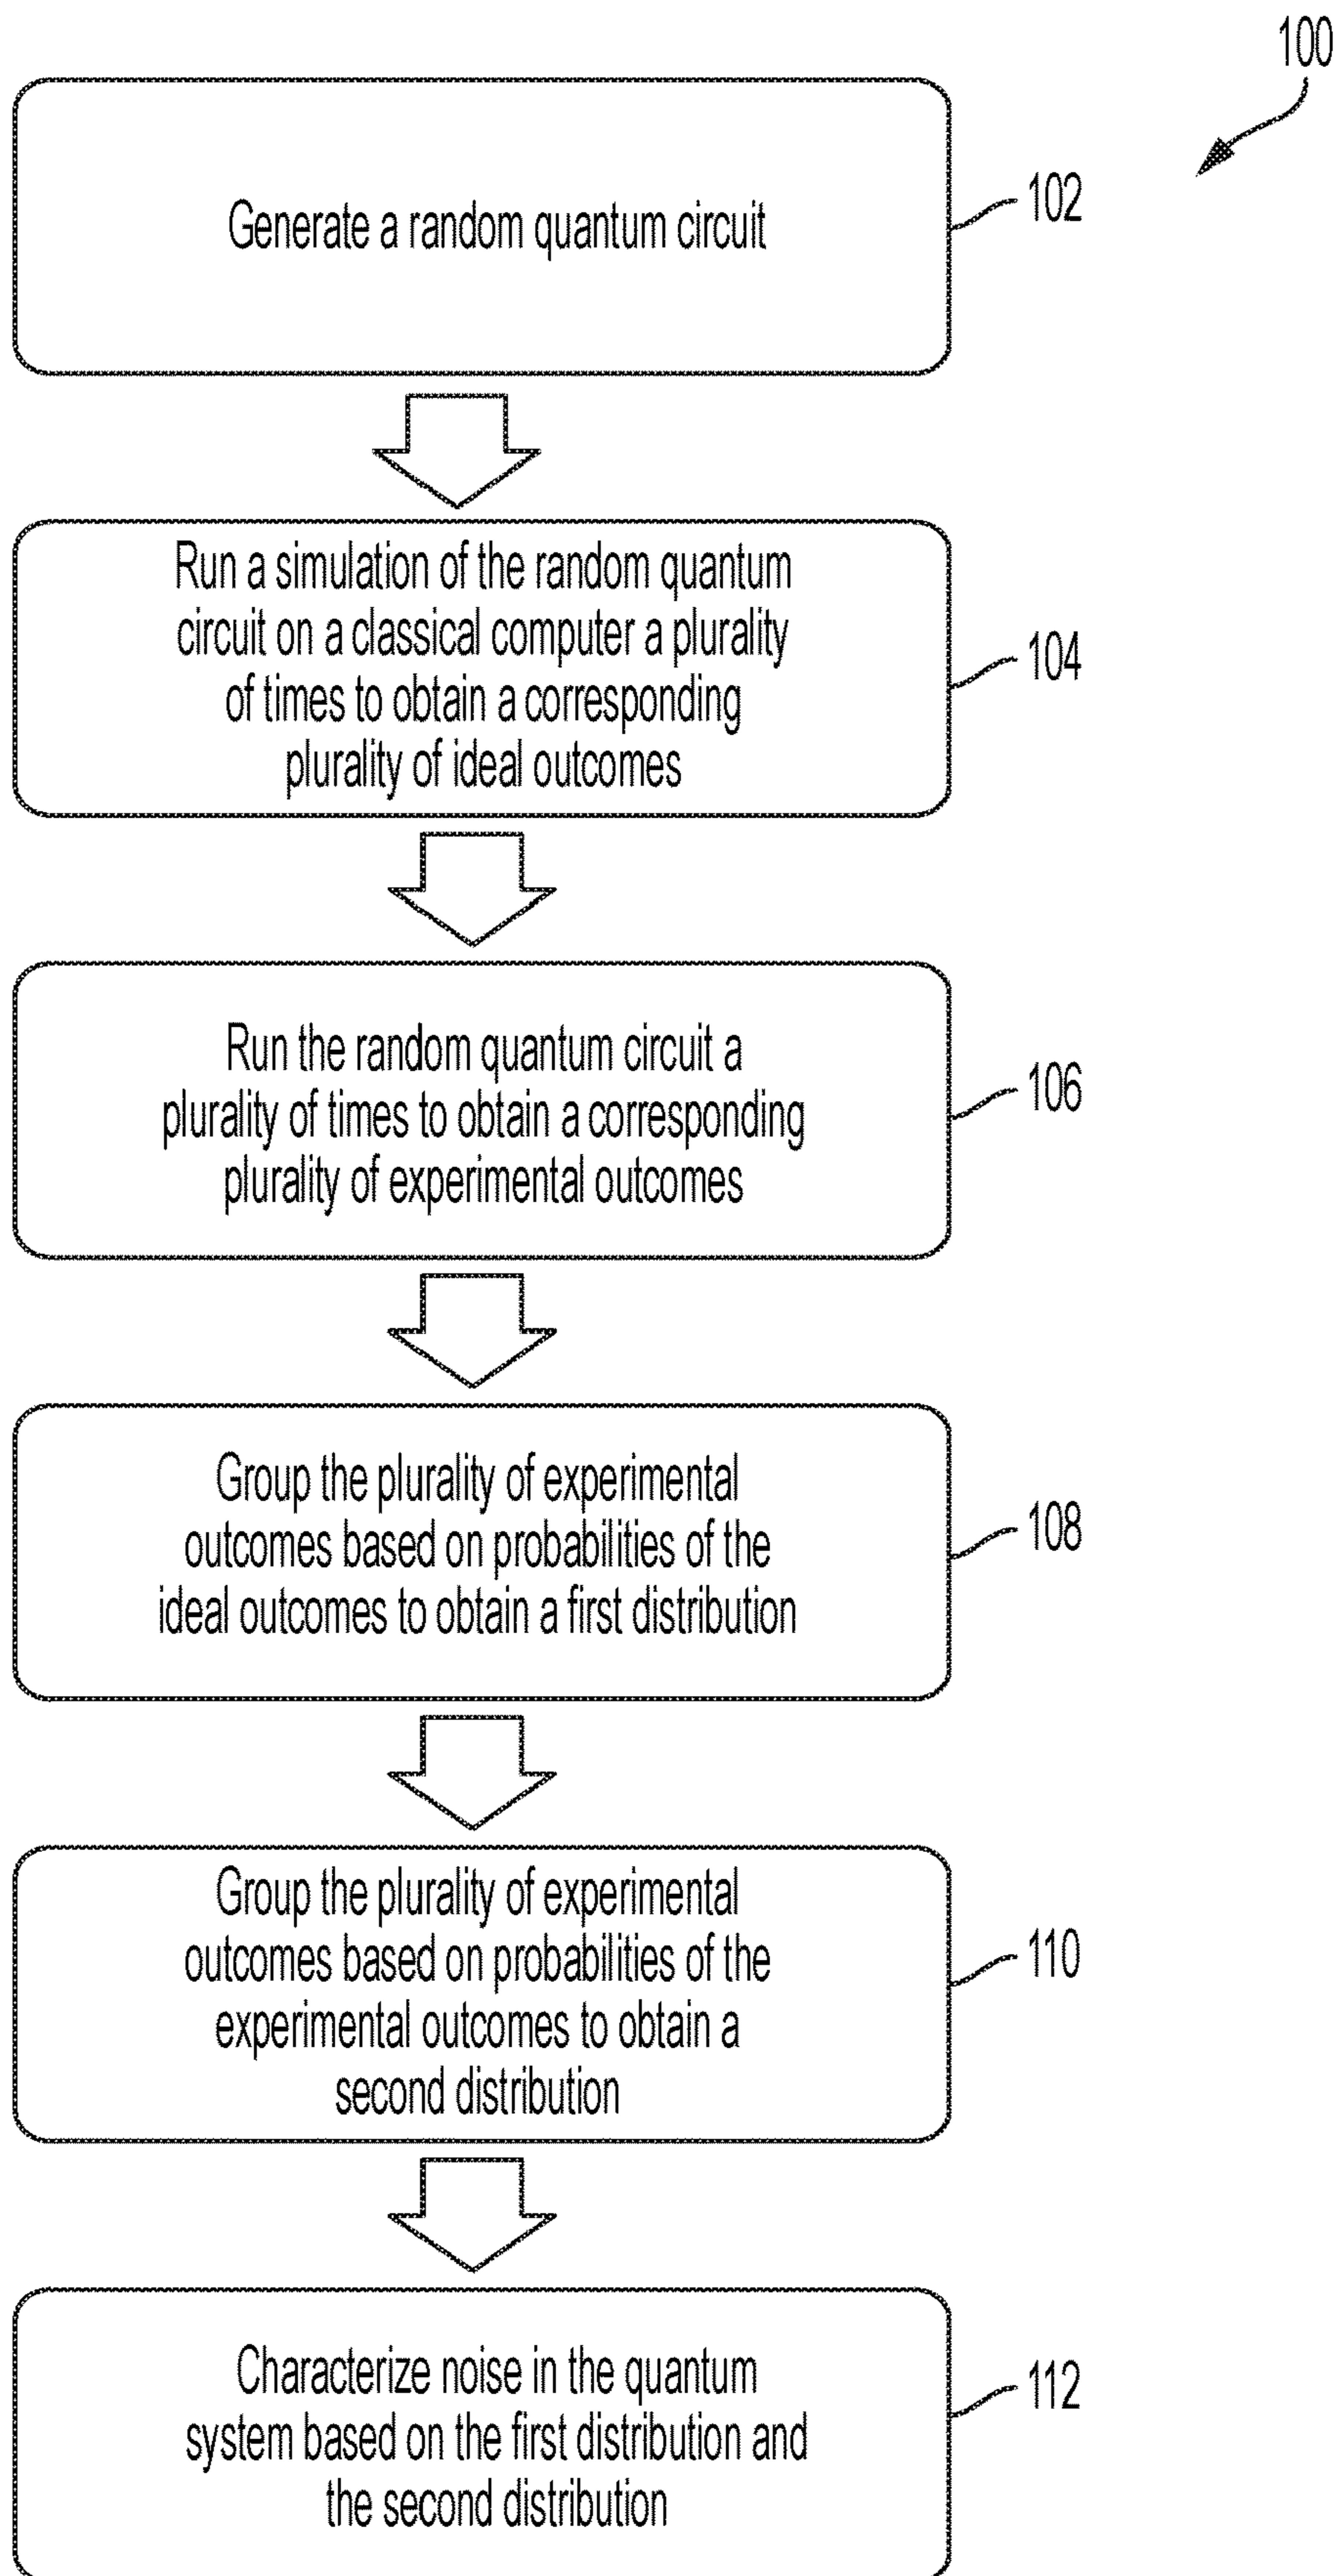 100
Generate a random quantum circuit
102
Run a simulation of the random quantum
circuit on a classical computer a plurality
of times to obtain a corresponding
plurality of ideal outcomes
104
Run the random quantum circuit a
plurality of times to obtain a corresponding
plurality of experimental outcomes
106
Group the plurality of experimental
outcomes based on probabilities of the
ideal outcomes to obtain a first distribution
108
Group the plurality of experimental
outcomes based on probabilities of the
experimental outcomes to obtain a
second distribution
110
Characterize noise in the quantum
system based on the first distribution and
the second distribution
112